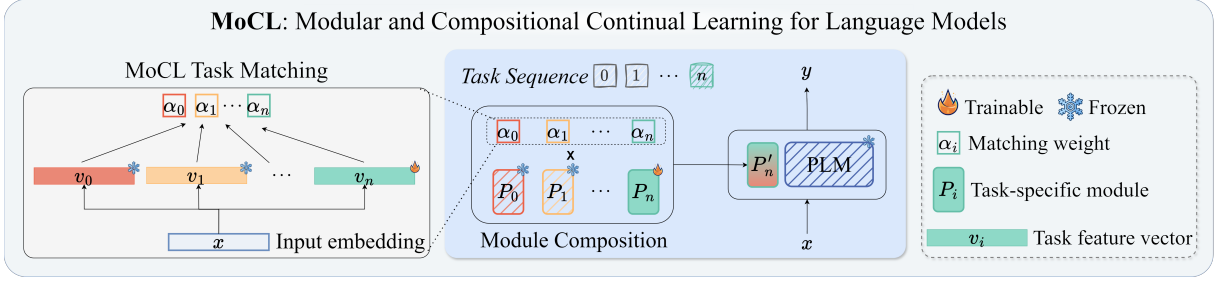 MoCL: Modular and Compositional Continual Learning for Language Models
MoCL Task Matching
α₀ α₁ ⋯ αₙ
v₀ v₁ ⋯ vₙ
x Input embedding
Task Sequence 0 1 ⋯ n
α₀ α₁ ⋯ αₙ
x
P₀ P₁ ⋯ Pₙ
Module Composition
y
P′ₙ PLM
x
Trainable Frozen
αᵢ Matching weight
Pᵢ Task-specific module
vᵢ Task feature vector